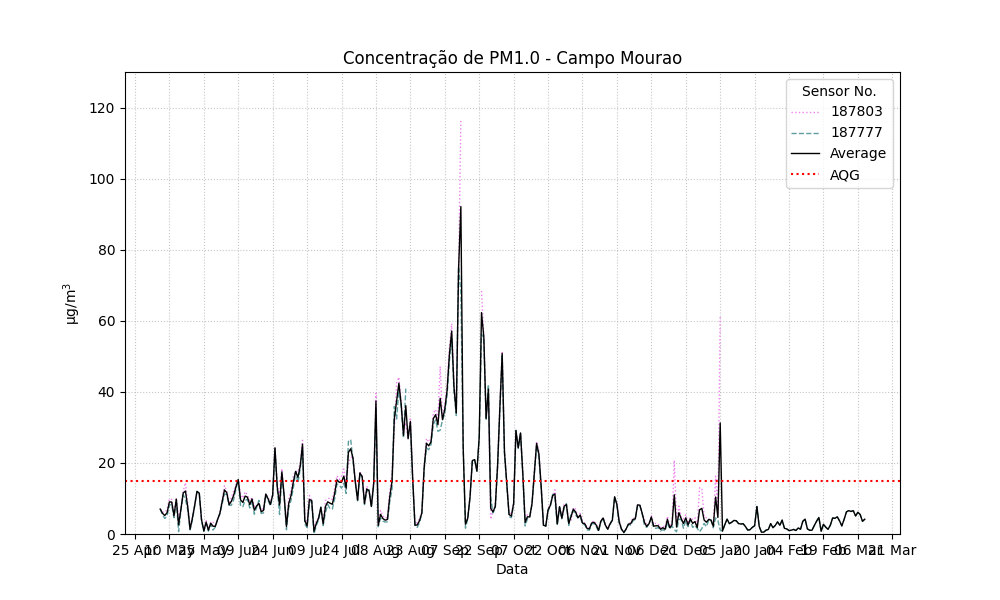 Concentração de PM1.0 - Campo Mourao
Sensor No.
187803
187777
Average
AQG
µg/m³
120
100
80
60
40
20
0
25 Apr 10 May 25 May 09 Jun 24 Jun 09 Jul 24 Jul 08 Aug 23 Aug 07 Sep 22 Sep 07 Oct 22 Oct 06 Nov 21 Nov 06 Dec 21 Dec 05 Jan 20 Jan 04 Feb 19 Feb 06 Mar 21 Mar
Data